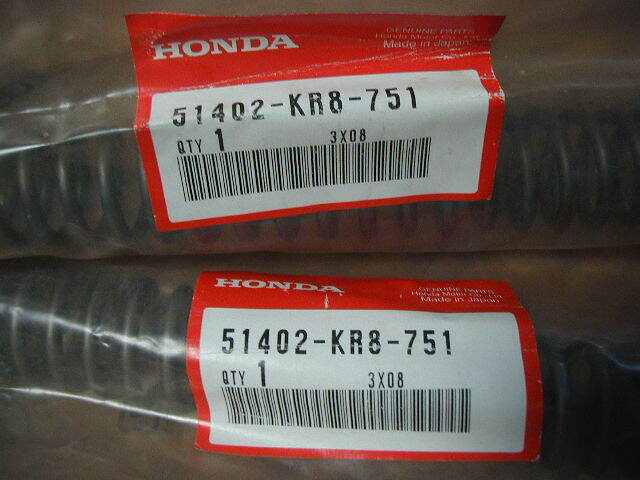 HONDA
GENUINE PARTS
Honda Motor Co., Ltd.
Made in Japan
51402-KR8-751
QTY 1 3X08
HONDA
GENUINE PARTS
Honda Motor Co., Ltd.
Made in Japan
51402-KR8-751
QTY 1 3X08